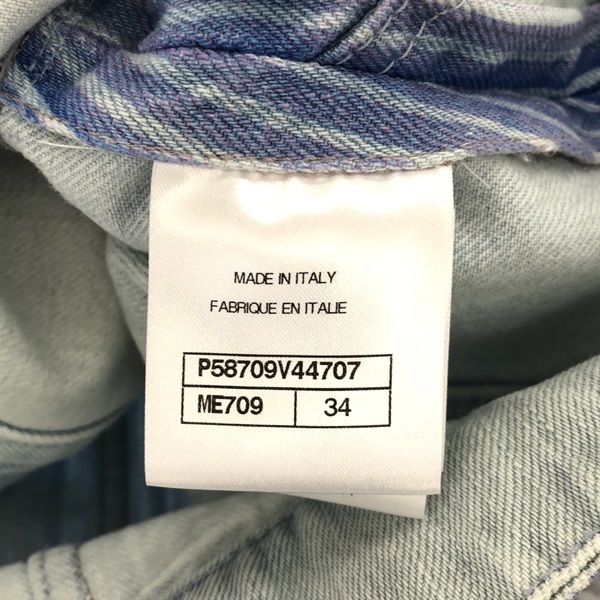 MADE IN ITALY
FABRIQUE EN ITALIE
P58709V44707
ME709 34